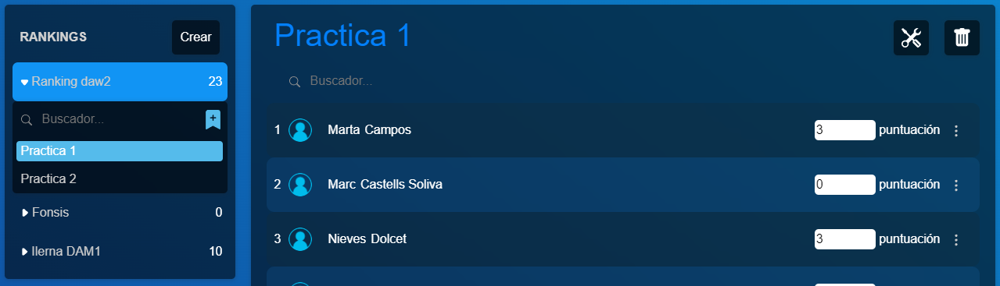 RANKINGS
Crear
Ranking daw2 23
Buscador...
Practica 1
Practica 2
Fonsis 0
Ilerna DAM1 10
Practica 1
Buscador...
1 Marta Campos 3 puntuación
2 Marc Castells Soliva 0 puntuación
3 Nieves Dolcet 3 puntuación